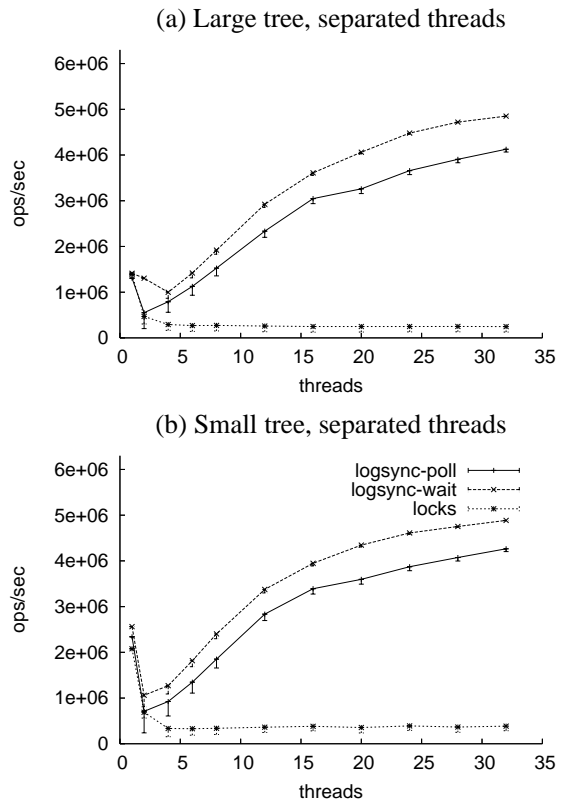 (a) Large tree, separated threads
6e+06
5e+06
4e+06
3e+06
2e+06
1e+06
0
ops/sec
0 5 10 15 20 25 30 35
threads
(b) Small tree, separated threads
6e+06
5e+06
4e+06
3e+06
2e+06
1e+06
0
ops/sec
logsync-poll
logsync-wait
locks
0 5 10 15 20 25 30 35
threads